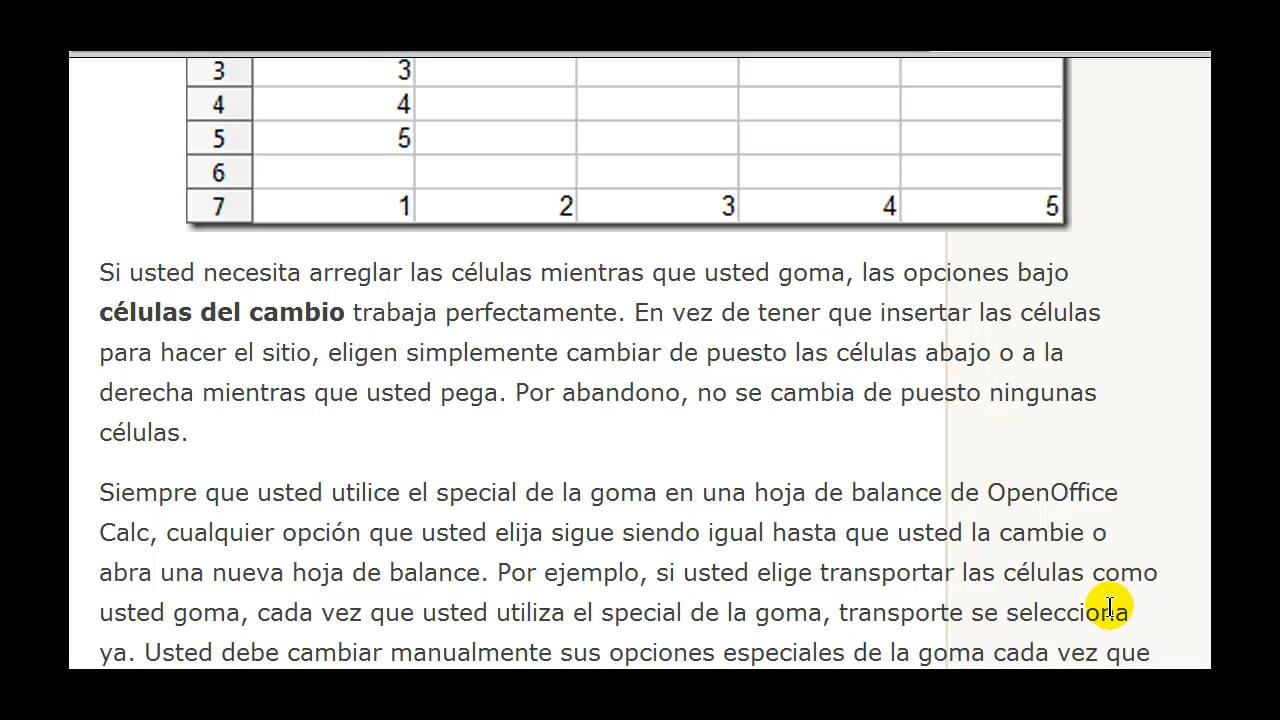 3 3
4 4
5 5
6
7 1 2 3 4 5
Si usted necesita arreglar las células mientras que usted goma, las opciones bajo
células del cambio trabaja perfectamente. En vez de tener que insertar las células
para hacer el sitio, eligen simplemente cambiar de puesto las células abajo o a la
derecha mientras que usted pega. Por abandono, no se cambia de puesto ningunas
células.
Siempre que usted utilice el special de la goma en una hoja de balance de OpenOffice
Calc, cualquier opción que usted elija sigue siendo igual hasta que usted la cambie o
abra una nueva hoja de balance. Por ejemplo, si usted elige transportar las células como
usted goma, cada vez que usted utiliza el special de la goma, transporte se selecciona
ya. Usted debe cambiar manualmente sus opciones especiales de la goma cada vez que